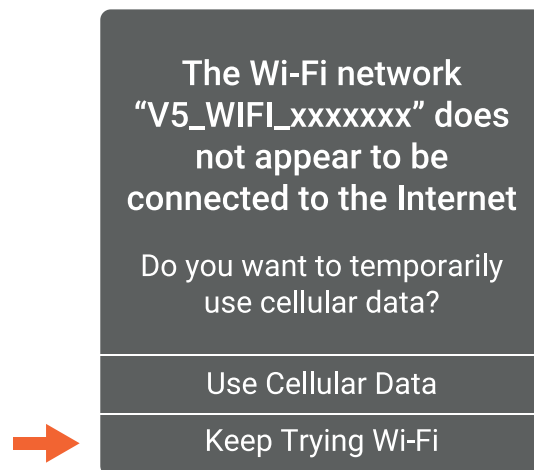 The Wi-Fi network
“V5_WIFI_xxxxxxx” does
not appear to be
connected to the Internet
Do you want to temporarily
use cellular data?
Use Cellular Data
Keep Trying Wi-Fi